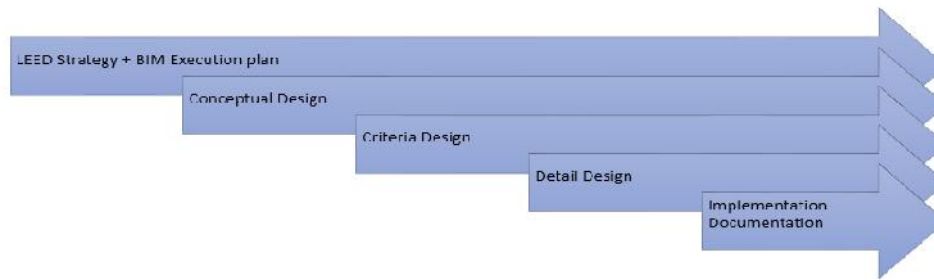 LEED Strategy + BIM Execution plan
Conceptual Design
Criteria Design
Detail Design
Implementation
Documentation